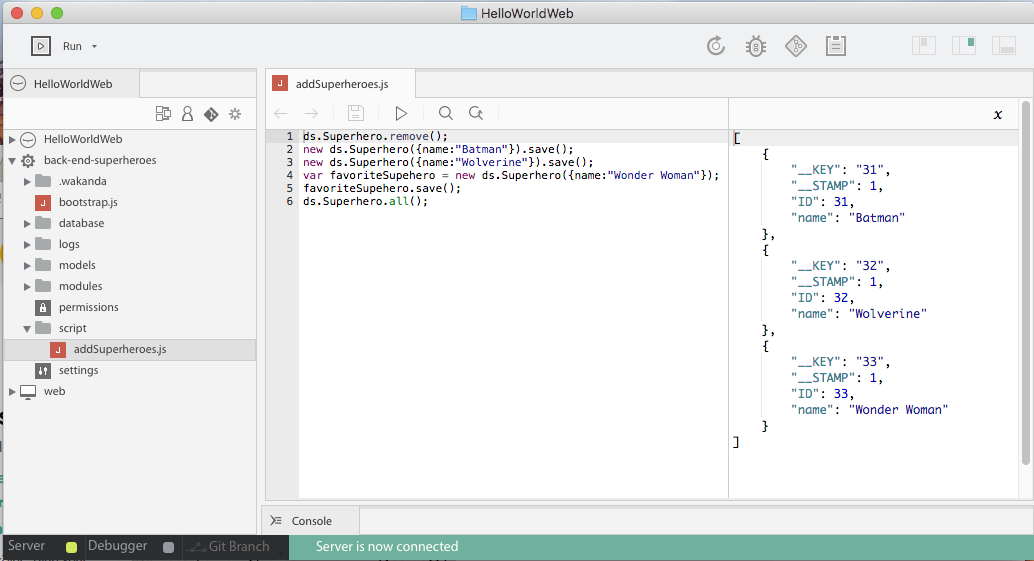 HelloWorldWeb
Run
HelloWorldWeb
addSuperheroes.js
x
HelloWorldWeb
back-end-superheroes
.wakanda
bootstrap.js
database
logs
models
modules
permissions
script
addSuperheroes.js
settings
web
1 ds.Superhero.remove();
2 new ds.Superhero({name:"Batman"}).save();
3 new ds.Superhero({name:"Wolverine"}).save();
4 var favoriteSupehero = new ds.Superhero({name:"Wonder Woman"});
5 favoriteSupehero.save();
6 ds.Superhero.all();
[
{
"__KEY": "31",
"__STAMP": 1,
"ID": 31,
"name": "Batman"
},
{
"__KEY": "32",
"__STAMP": 1,
"ID": 32,
"name": "Wolverine"
},
{
"__KEY": "33",
"__STAMP": 1,
"ID": 33,
"name": "Wonder Woman"
}
]
Console
Server Debugger Git Branch Server is now connected